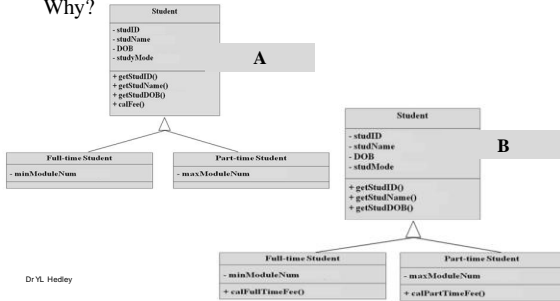 Why?
Student
- studID
- studName
- DOB
- studyMode
+ getStudID()
+ getStudName()
+ getStudDOB()
+ calFee()
A
Full-time Student
- minModuleNum
Part-time Student
- maxModuleNum
Student
- studID
- studName
- DOB
- studMode
+ getStudID()
+ getStudName()
+ getStudDOB()
B
Full-time Student
- minModuleNum
+ calFullTimeFee()
Part-time Student
- maxModuleNum
+ calPartTimeFee()
Dr YL Hedley